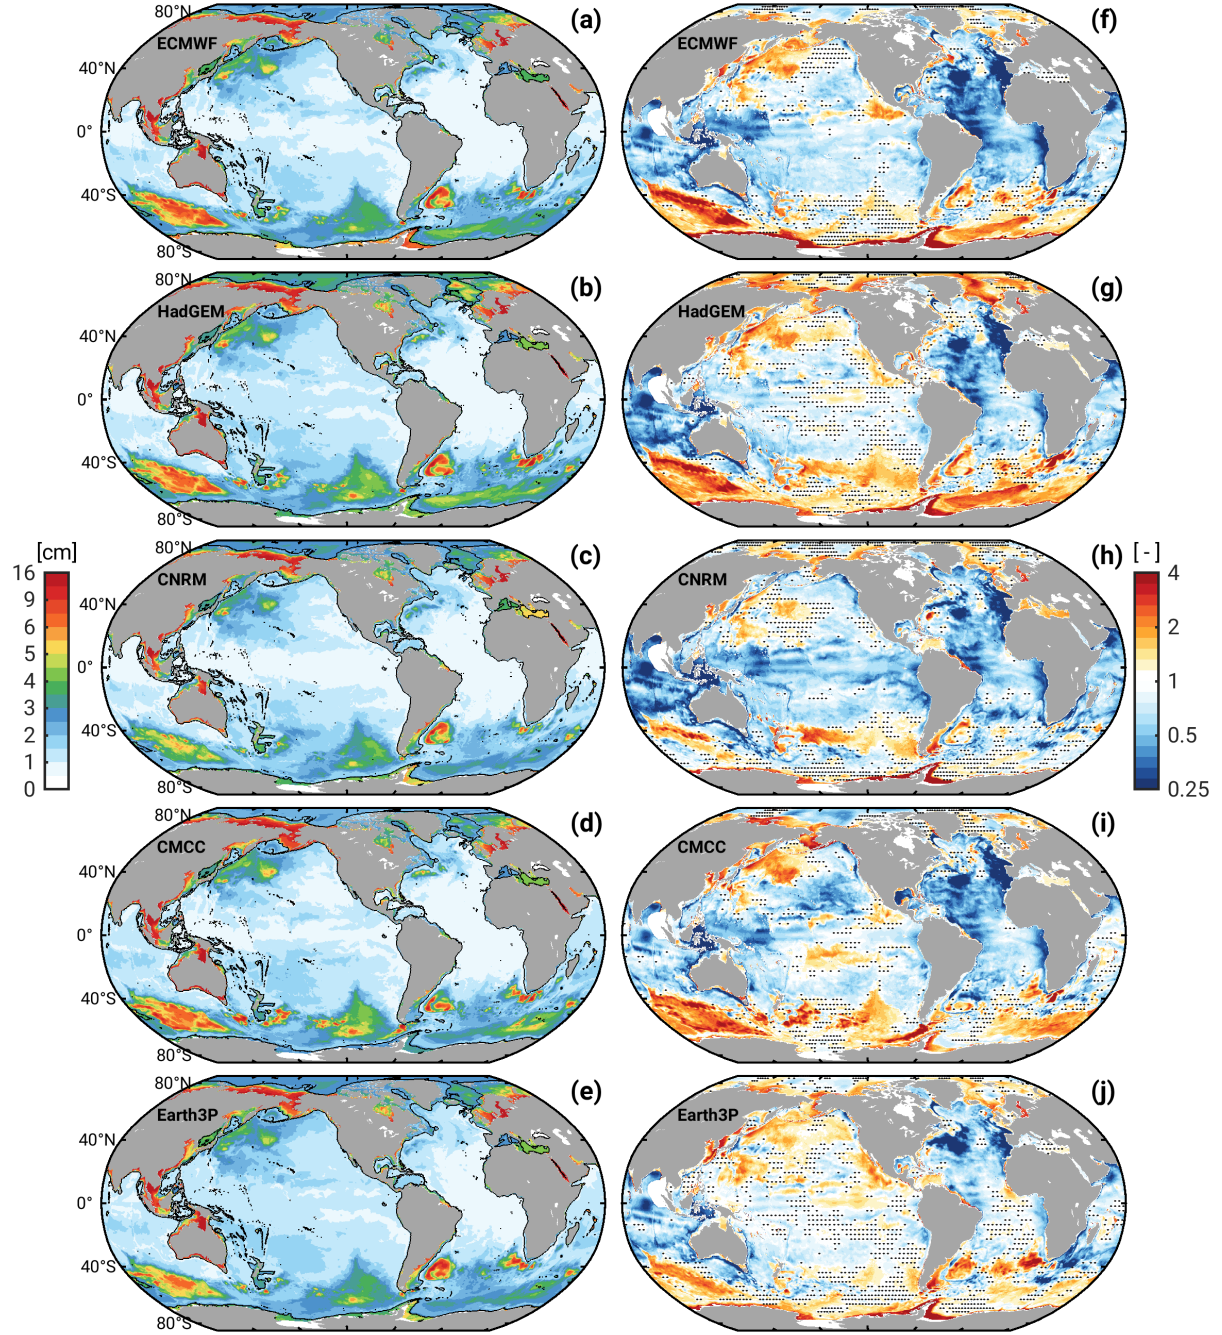 80°N
ECMWF
(a)
40°N
0°
40°S
80°S
ECMWF
(f)
80°N
HadGEM
(b)
40°N
0°
40°S
80°S
HadGEM
(g)
80°N
CNRM
(c)
40°N
0°
40°S
80°S
CNRM
(h)
[cm]
16
9
6
5
4
3
2
1
0
[ - ]
4
2
1
0.5
0.25
80°N
CMCC
(d)
40°N
0°
40°S
80°S
CMCC
(i)
80°N
Earth3P
(e)
40°N
0°
40°S
80°S
Earth3P
(j)